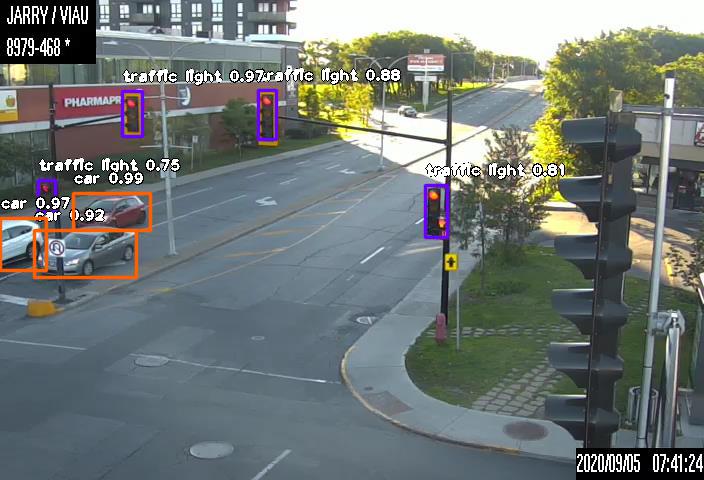 JARRY / VIAU
8979-468 *
traffic light 0.97
traffic light 0.88
PHARMAPR
traffic light 0.75
car 0.99
traffic light 0.81
car 0.97
car 0.92
2020/09/05 07:41:24